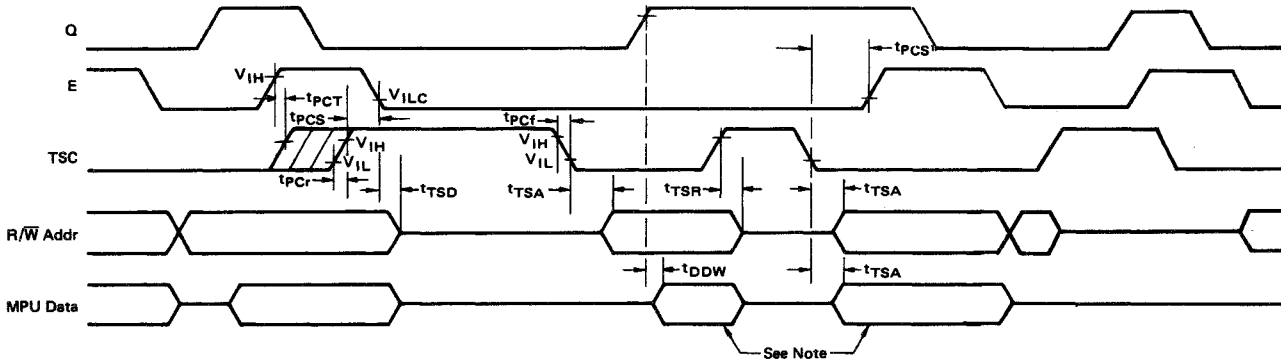 Q
tPCS
E
VIH
tPCT
VILC
tPCS
tPCf
TSC
VIH
VIL
tPCr
VIH
VIL
tTSD
tTSA
tTSR
tTSA
R/W̅ Addr
tDDW
tTSA
MPU Data
See Note